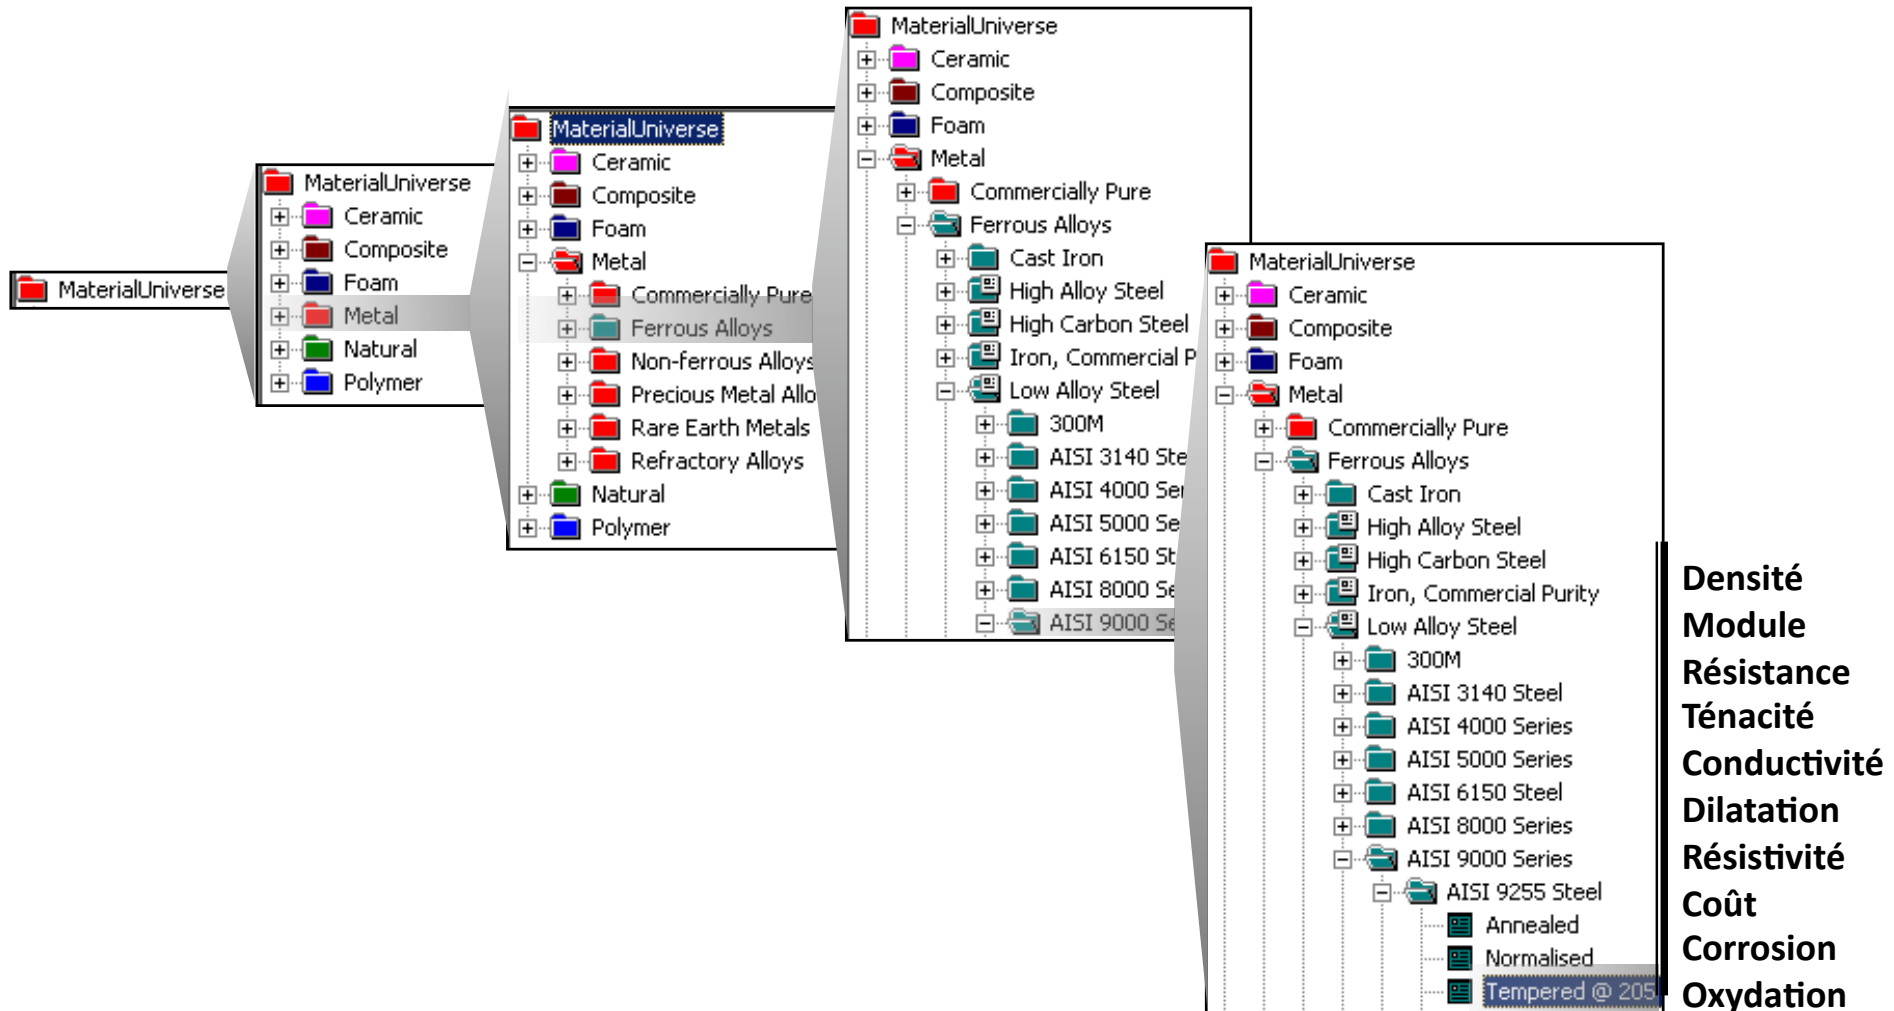 MaterialUniverse
MaterialUniverse
Ceramic
Composite
Foam
Metal
Natural
Polymer
MaterialUniverse
Ceramic
Composite
Foam
Metal
Commercially Pure
Ferrous Alloys
Non-ferrous Alloys
Precious Metal Allo
Rare Earth Metals
Refractory Alloys
Natural
Polymer
MaterialUniverse
Ceramic
Composite
Foam
Metal
Commercially Pure
Ferrous Alloys
Cast Iron
High Alloy Steel
High Carbon Steel
Iron, Commercial P
Low Alloy Steel
300M
AISI 3140 Ste
AISI 4000 Ser
AISI 5000 Se
AISI 6150 St
AISI 8000 Se
AISI 9000 Se
MaterialUniverse
Ceramic
Composite
Foam
Metal
Commercially Pure
Ferrous Alloys
Cast Iron
High Alloy Steel
High Carbon Steel
Iron, Commercial Purity
Low Alloy Steel
300M
AISI 3140 Steel
AISI 4000 Series
AISI 5000 Series
AISI 6150 Steel
AISI 8000 Series
AISI 9000 Series
AISI 9255 Steel
Annealed
Normalised
Tempered @ 205
Densité
Module
Résistance
Ténacité
Conductivité
Dilatation
Résistivité
Coût
Corrosion
Oxydation